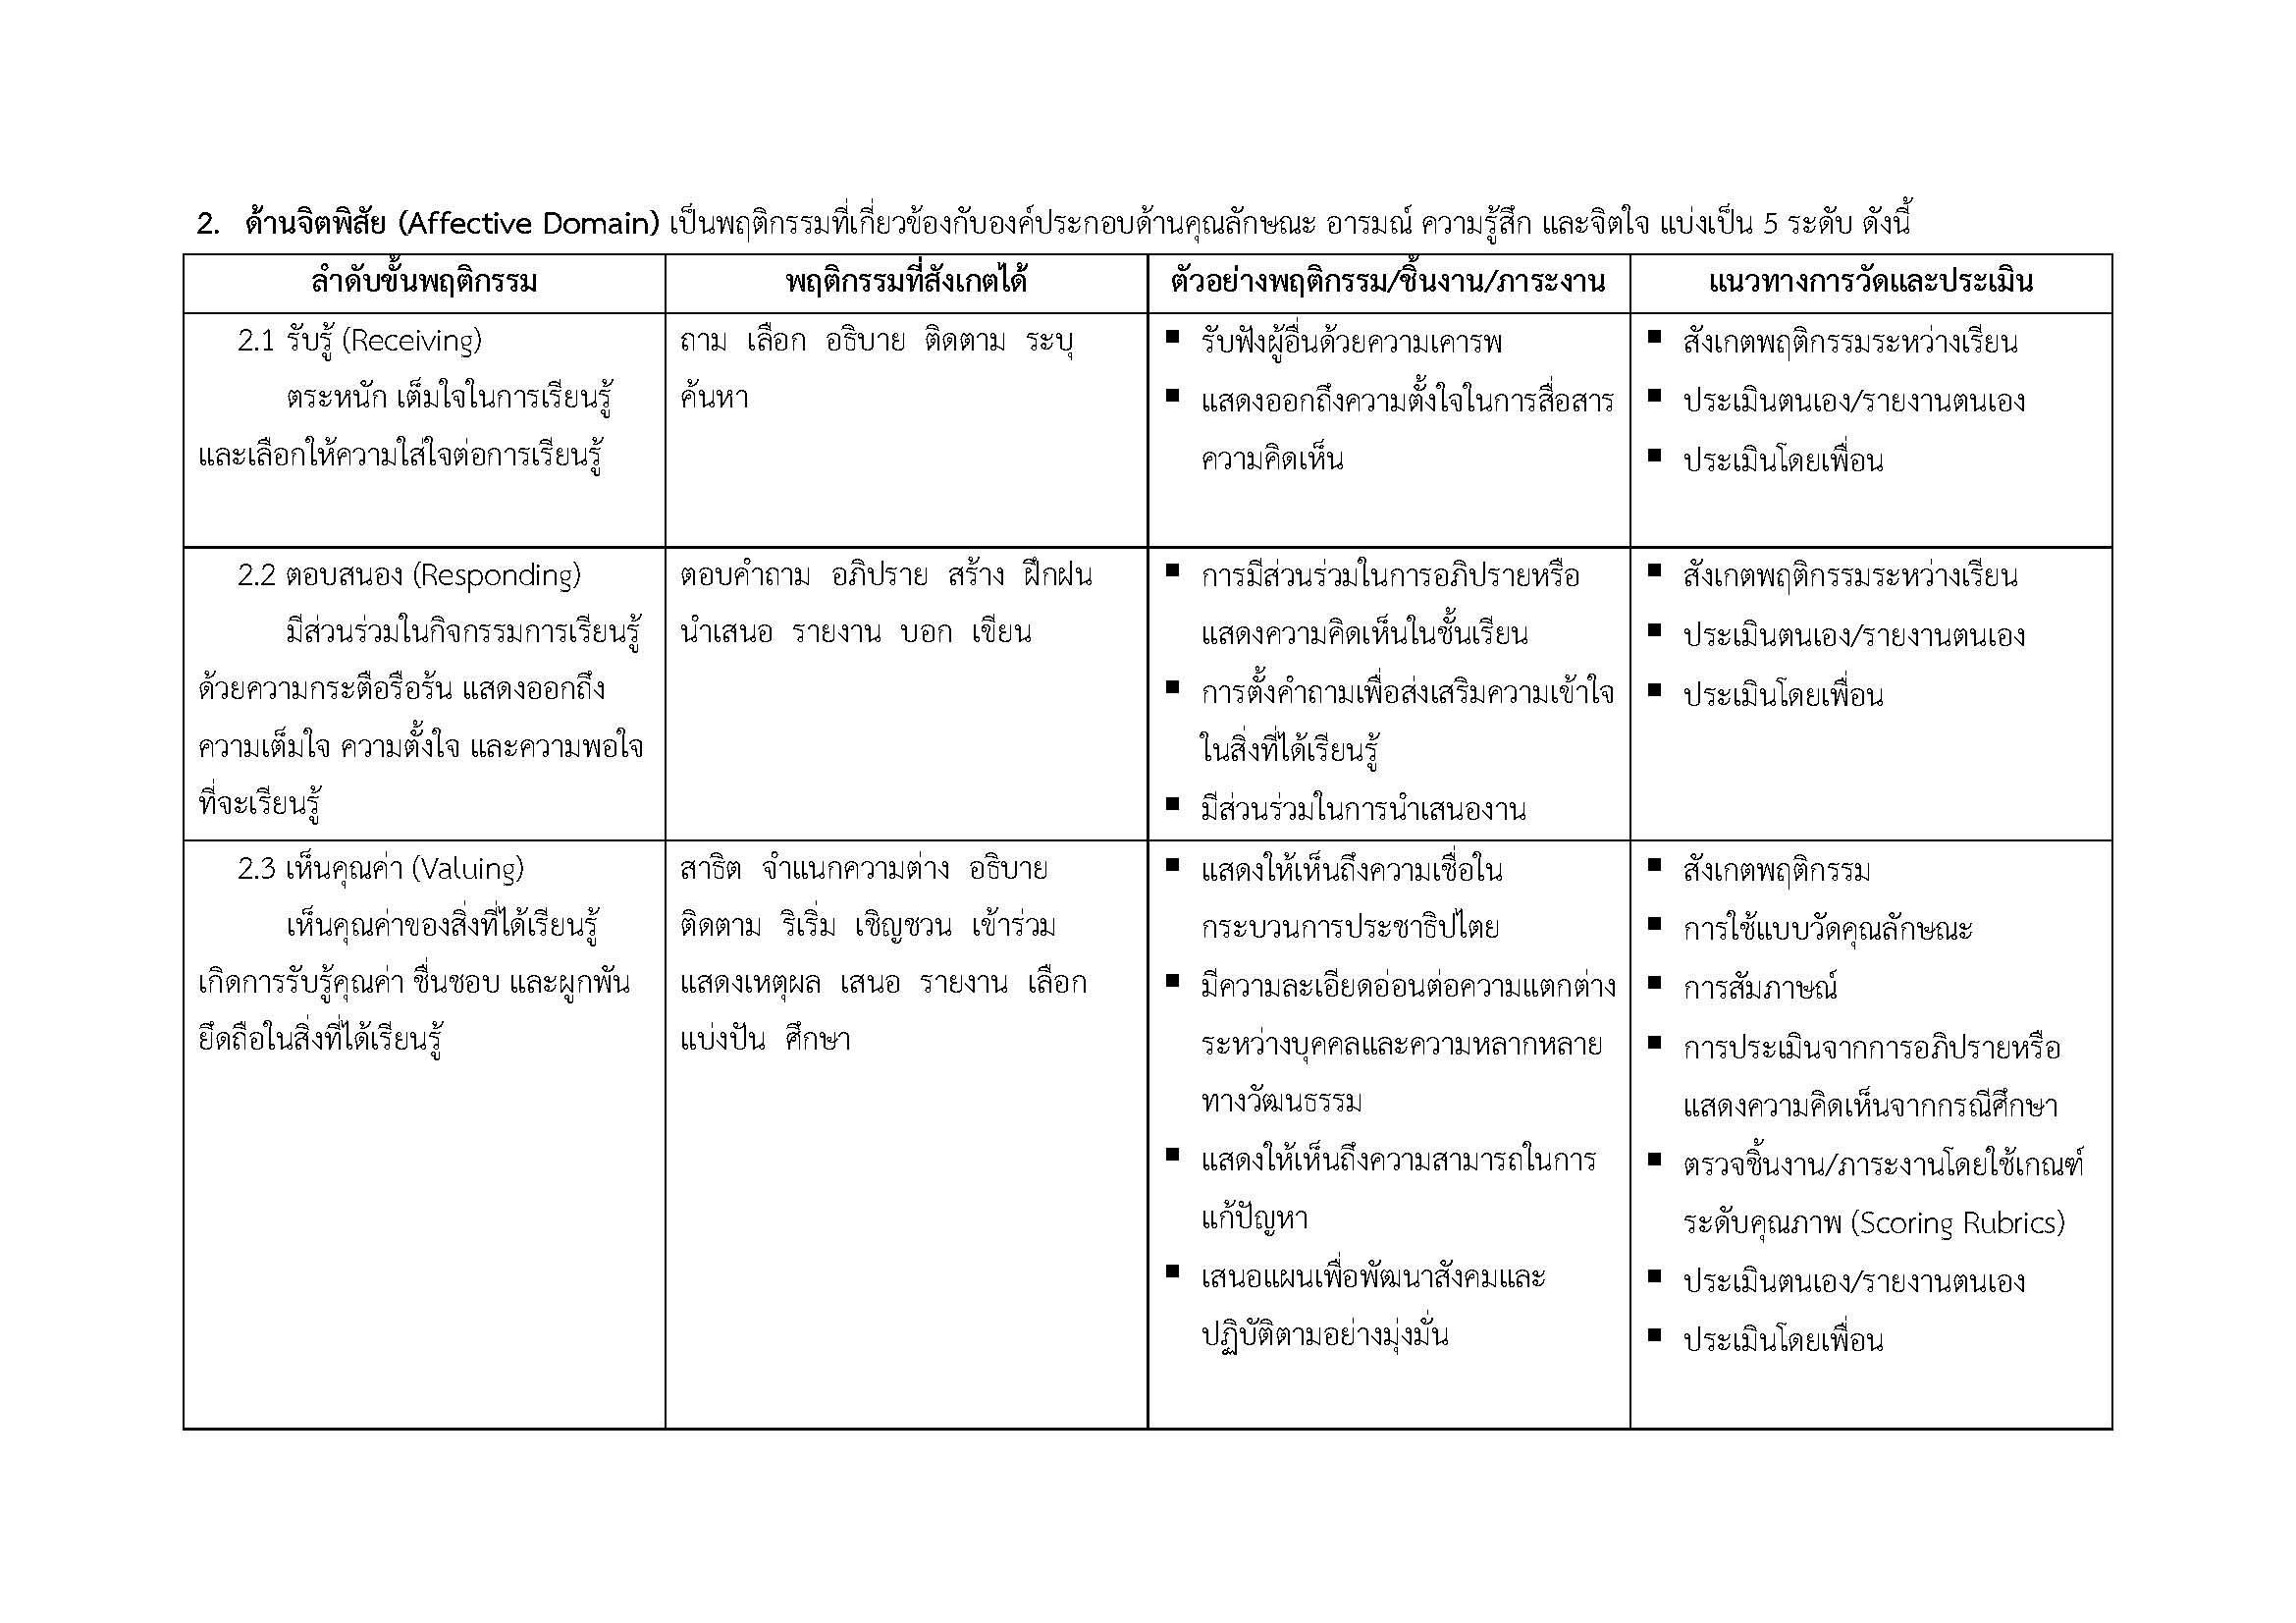 2. ด้านจิตพิสัย (Affective Domain) เป็นพฤติกรรมที่เกี่ยวข้องกับองค์ประกอบด้านคุณลักษณะ อารมณ์ ความรู้สึก และจิตใจ แบ่งเป็น 5 ระดับ ดังนี้
ลำดับขั้นพฤติกรรม
พฤติกรรมที่สังเกตได้
ตัวอย่างพฤติกรรม/ชิ้นงาน/ภาระงาน
แนวทางการวัดและประเมิน
2.1 รับรู้ (Receiving)
ตระหนัก เต็มใจในการเรียนรู้
และเลือกให้ความใส่ใจต่อการเรียนรู้
ถาม เลือก อธิบาย ติดตาม ระบุ
ค้นหา
▪ รับฟังผู้อื่นด้วยความเคารพ
▪ แสดงออกถึงความตั้งใจในการสื่อสาร
ความคิดเห็น
▪ สังเกตพฤติกรรมระหว่างเรียน
▪ ประเมินตนเอง/รายงานตนเอง
▪ ประเมินโดยเพื่อน
2.2 ตอบสนอง (Responding)
มีส่วนร่วมในกิจกรรมการเรียนรู้
ด้วยความกระตือรือร้น แสดงออกถึง
ความเต็มใจ ความตั้งใจ และความพอใจ
ที่จะเรียนรู้
ตอบคำถาม อภิปราย สร้าง ฝึกฝน
นำเสนอ รายงาน บอก เขียน
▪ การมีส่วนร่วมในการอภิปรายหรือ
แสดงความคิดเห็นในชั้นเรียน
▪ การตั้งคำถามเพื่อส่งเสริมความเข้าใจ
ในสิ่งที่ได้เรียนรู้
▪ มีส่วนร่วมในการนำเสนองาน
▪ สังเกตพฤติกรรมระหว่างเรียน
▪ ประเมินตนเอง/รายงานตนเอง
▪ ประเมินโดยเพื่อน
2.3 เห็นคุณค่า (Valuing)
เห็นคุณค่าของสิ่งที่ได้เรียนรู้
เกิดการรับรู้คุณค่า ชื่นชอบ และผูกพัน
ยึดถือในสิ่งที่ได้เรียนรู้
สาธิต จำแนกความต่าง อธิบาย
ติดตาม ริเริ่ม เชิญชวน เข้าร่วม
แสดงเหตุผล เสนอ รายงาน เลือก
แบ่งปัน ศึกษา
▪ แสดงให้เห็นถึงความเชื่อใน
กระบวนการประชาธิปไตย
▪ มีความละเอียดอ่อนต่อความแตกต่าง
ระหว่างบุคคลและความหลากหลาย
ทางวัฒนธรรม
▪ แสดงให้เห็นถึงความสามารถในการ
แก้ปัญหา
▪ เสนอแผนเพื่อพัฒนาสังคมและ
ปฏิบัติตามอย่างมุ่งมั่น
▪ สังเกตพฤติกรรม
▪ การใช้แบบวัดคุณลักษณะ
▪ การสัมภาษณ์
▪ การประเมินจากการอภิปรายหรือ
แสดงความคิดเห็นจากกรณีศึกษา
▪ ตรวจชิ้นงาน/ภาระงานโดยใช้เกณฑ์
ระดับคุณภาพ (Scoring Rubrics)
▪ ประเมินตนเอง/รายงานตนเอง
▪ ประเมินโดยเพื่อน